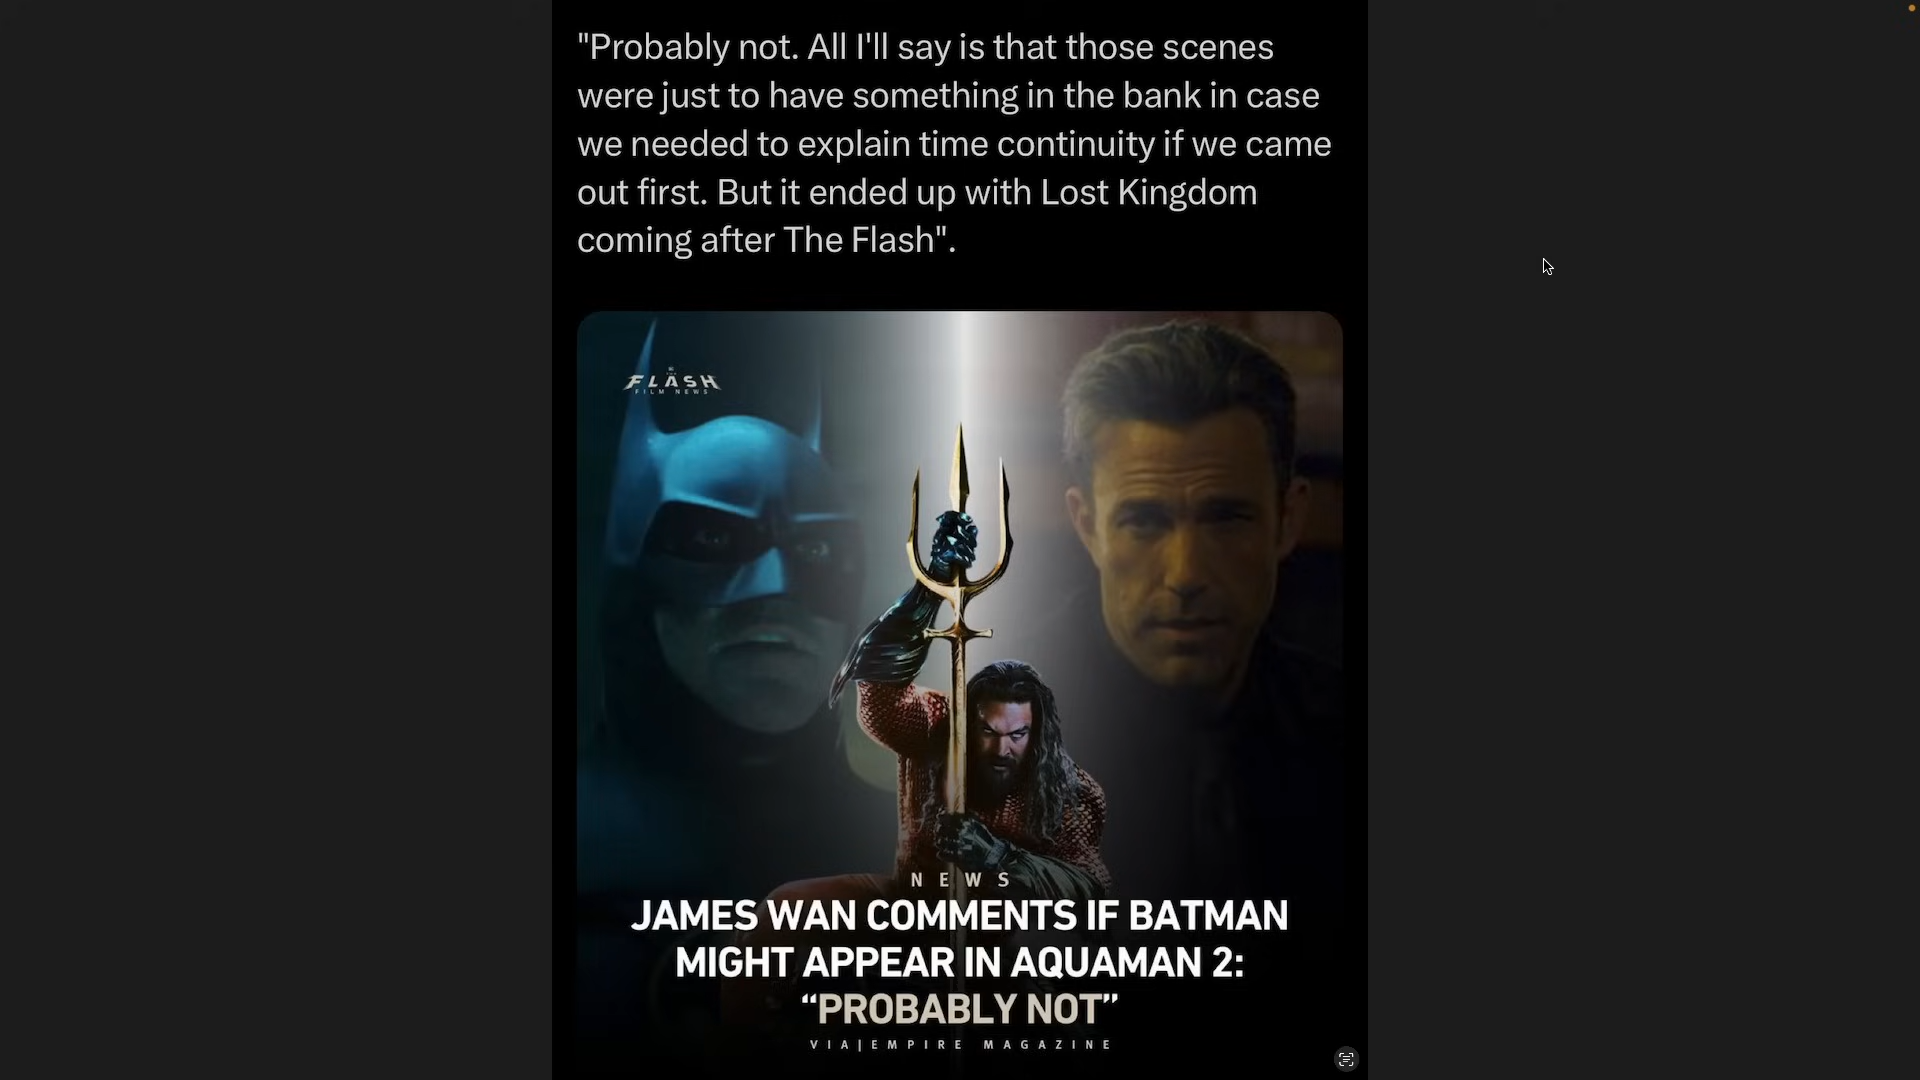 "Probably not. All I'll say is that those scenes
were just to have something in the bank in case
we needed to explain time continuity if we came
out first. But it ended up with Lost Kingdom
coming after The Flash".
FLASH
FILM NEWS
NEWS
JAMES WAN COMMENTS IF BATMAN
MIGHT APPEAR IN AQUAMAN 2:
“PROBABLY NOT”
VIA|EMPIRE MAGAZINE